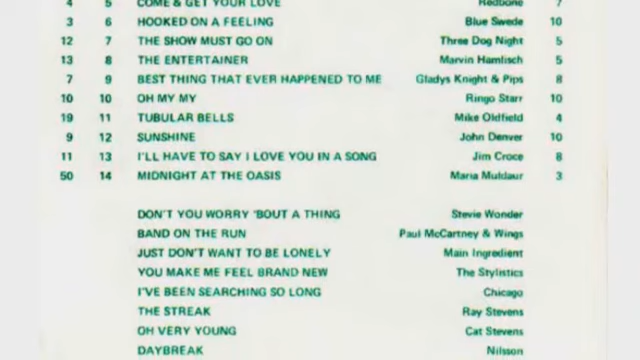 4 5 COME & GET YOUR LOVE Redbone 7
3 6 HOOKED ON A FEELING Blue Swede 10
12 7 THE SHOW MUST GO ON Three Dog Night 5
13 8 THE ENTERTAINER Marvin Hamlisch 5
7 9 BEST THING THAT EVER HAPPENED TO ME Gladys Knight & Pips 8
10 10 OH MY MY Ringo Starr 10
19 11 TUBULAR BELLS Mike Oldfield 4
9 12 SUNSHINE John Denver 10
11 13 I'LL HAVE TO SAY I LOVE YOU IN A SONG Jim Croce 8
50 14 MIDNIGHT AT THE OASIS Maria Muldaur 3
DON'T YOU WORRY 'BOUT A THING Stevie Wonder
BAND ON THE RUN Paul McCartney & Wings
JUST DON'T WANT TO BE LONELY Main Ingredient
YOU MAKE ME FEEL BRAND NEW The Stylistics
I'VE BEEN SEARCHING SO LONG Chicago
THE STREAK Ray Stevens
OH VERY YOUNG Cat Stevens
DAYBREAK Nilsson